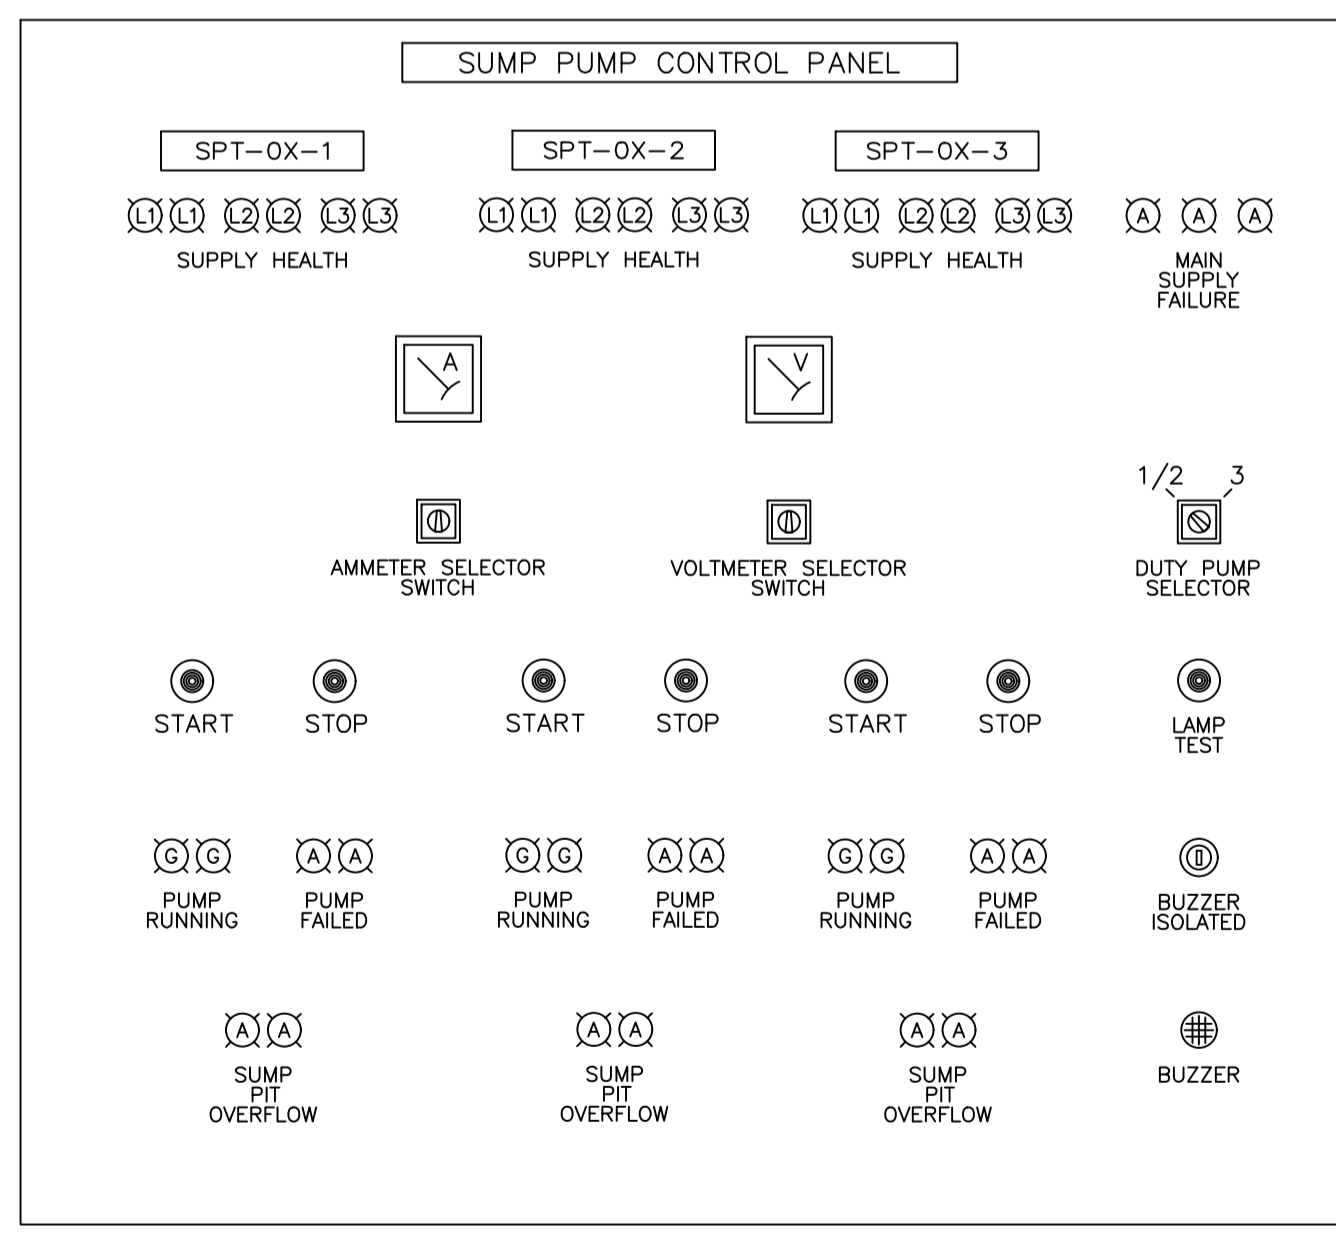 SUMP PUMP CONTROL PANEL
SPT-0X-1 SPT-0X-2 SPT-0X-3
L1 L1 L2 L2 L3 L3 L1 L1 L2 L2 L3 L3 L1 L1 L2 L2 L3 L3 A A A
SUPPLY HEALTH SUPPLY HEALTH SUPPLY HEALTH MAIN
SUPPLY
FAILURE
A V
1/2 3
AMMETER SELECTOR VOLTMETER SELECTOR DUTY PUMP
SWITCH SWITCH SELECTOR
START STOP START STOP START STOP LAMP
TEST
G G A A G G A A G G A A
PUMP PUMP PUMP PUMP PUMP PUMP BUZZER
RUNNING FAILED RUNNING FAILED RUNNING FAILED ISOLATED
A A A A A A
SUMP SUMP SUMP BUZZER
PIT PIT PIT
OVERFLOW OVERFLOW OVERFLOW